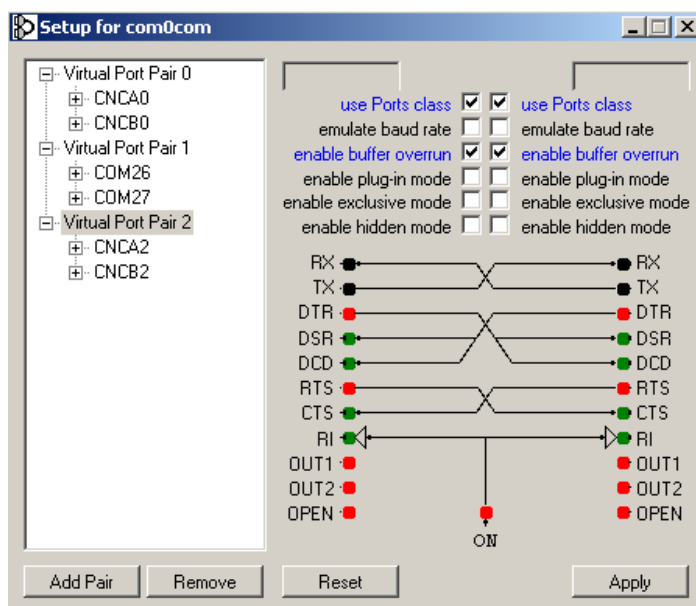 Setup for com0com
Virtual Port Pair 0
CNCA0
CNCB0
Virtual Port Pair 1
COM26
COM27
Virtual Port Pair 2
CNCA2
CNCB2
use Ports class use Ports class
emulate baud rate emulate baud rate
enable buffer overrun enable buffer overrun
enable plug-in mode enable plug-in mode
enable exclusive mode enable exclusive mode
enable hidden mode enable hidden mode
RX RX
TX TX
DTR DTR
DSR DSR
DCD DCD
RTS RTS
CTS CTS
RI RI
OUT1 OUT1
OUT2 OUT2
OPEN OPEN
ON
Add Pair Remove Reset Apply